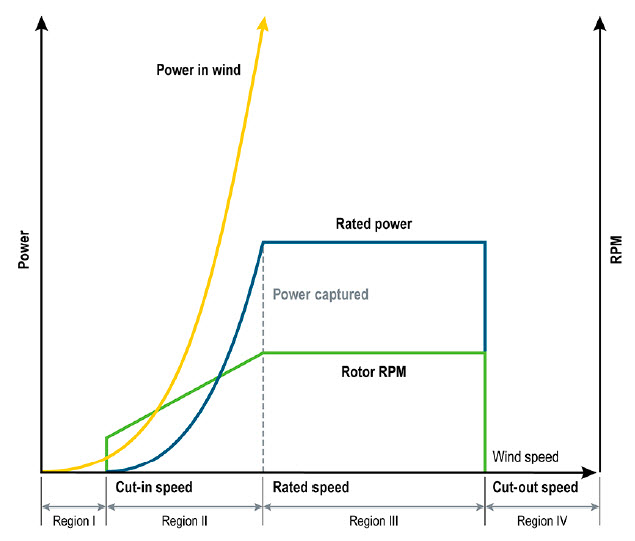 Power in wind
Rated power
Power
RPM
Power captured
Rotor RPM
Wind speed
Cut-in speed
Rated speed
Cut-out speed
Region I
Region II
Region III
Region IV